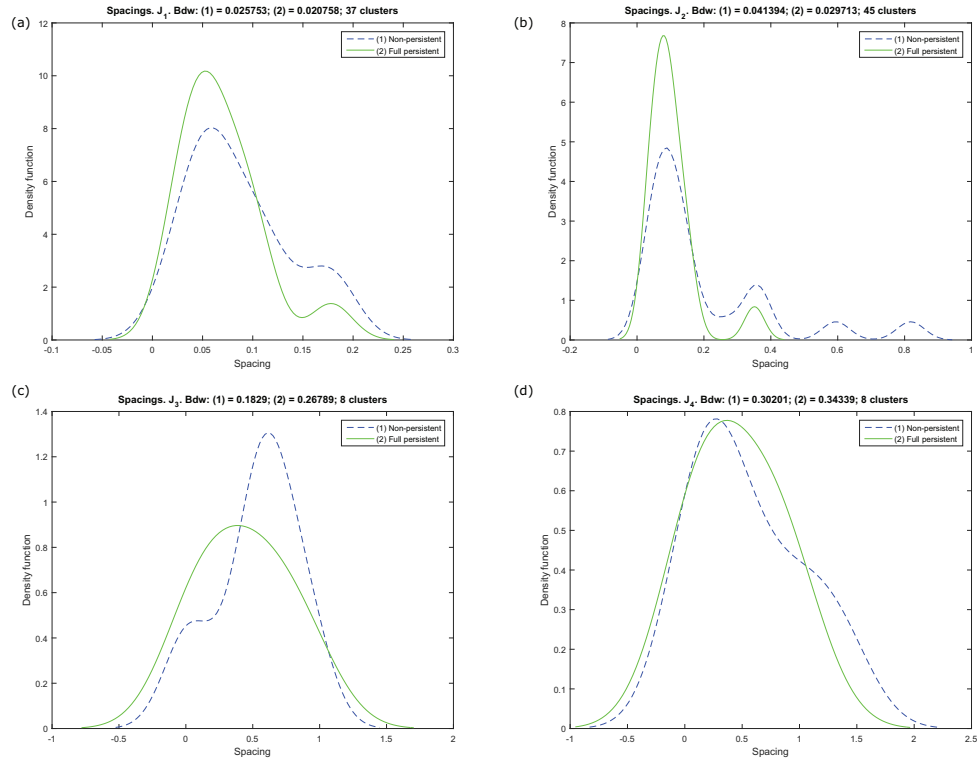 (a)
Spacings. J1. Bdw: (1) = 0.025753; (2) = 0.020758; 37 clusters
12
10
8
6
4
2
0
Density function
(1) Non-persistent
(2) Full persistent
-0.1 -0.05 0 0.05 0.1 0.15 0.2 0.25 0.3
Spacing
(b)
Spacings. J2. Bdw: (1) = 0.041394; (2) = 0.029713; 45 clusters
8
7
6
5
4
3
2
1
0
Density function
(1) Non-persistent
(2) Full persistent
-0.2 0 0.2 0.4 0.6 0.8 1
Spacing
(c)
Spacings. J3. Bdw: (1) = 0.1829; (2) = 0.26789; 8 clusters
1.4
1.2
1
0.8
0.6
0.4
0.2
0
Density function
(1) Non-persistent
(2) Full persistent
-1 -0.5 0 0.5 1 1.5 2
Spacing
(d)
Spacings. J4. Bdw: (1) = 0.30201; (2) = 0.34339; 8 clusters
0.8
0.7
0.6
0.5
0.4
0.3
0.2
0.1
0
Density function
(1) Non-persistent
(2) Full persistent
-1 -0.5 0 0.5 1 1.5 2 2.5
Spacing